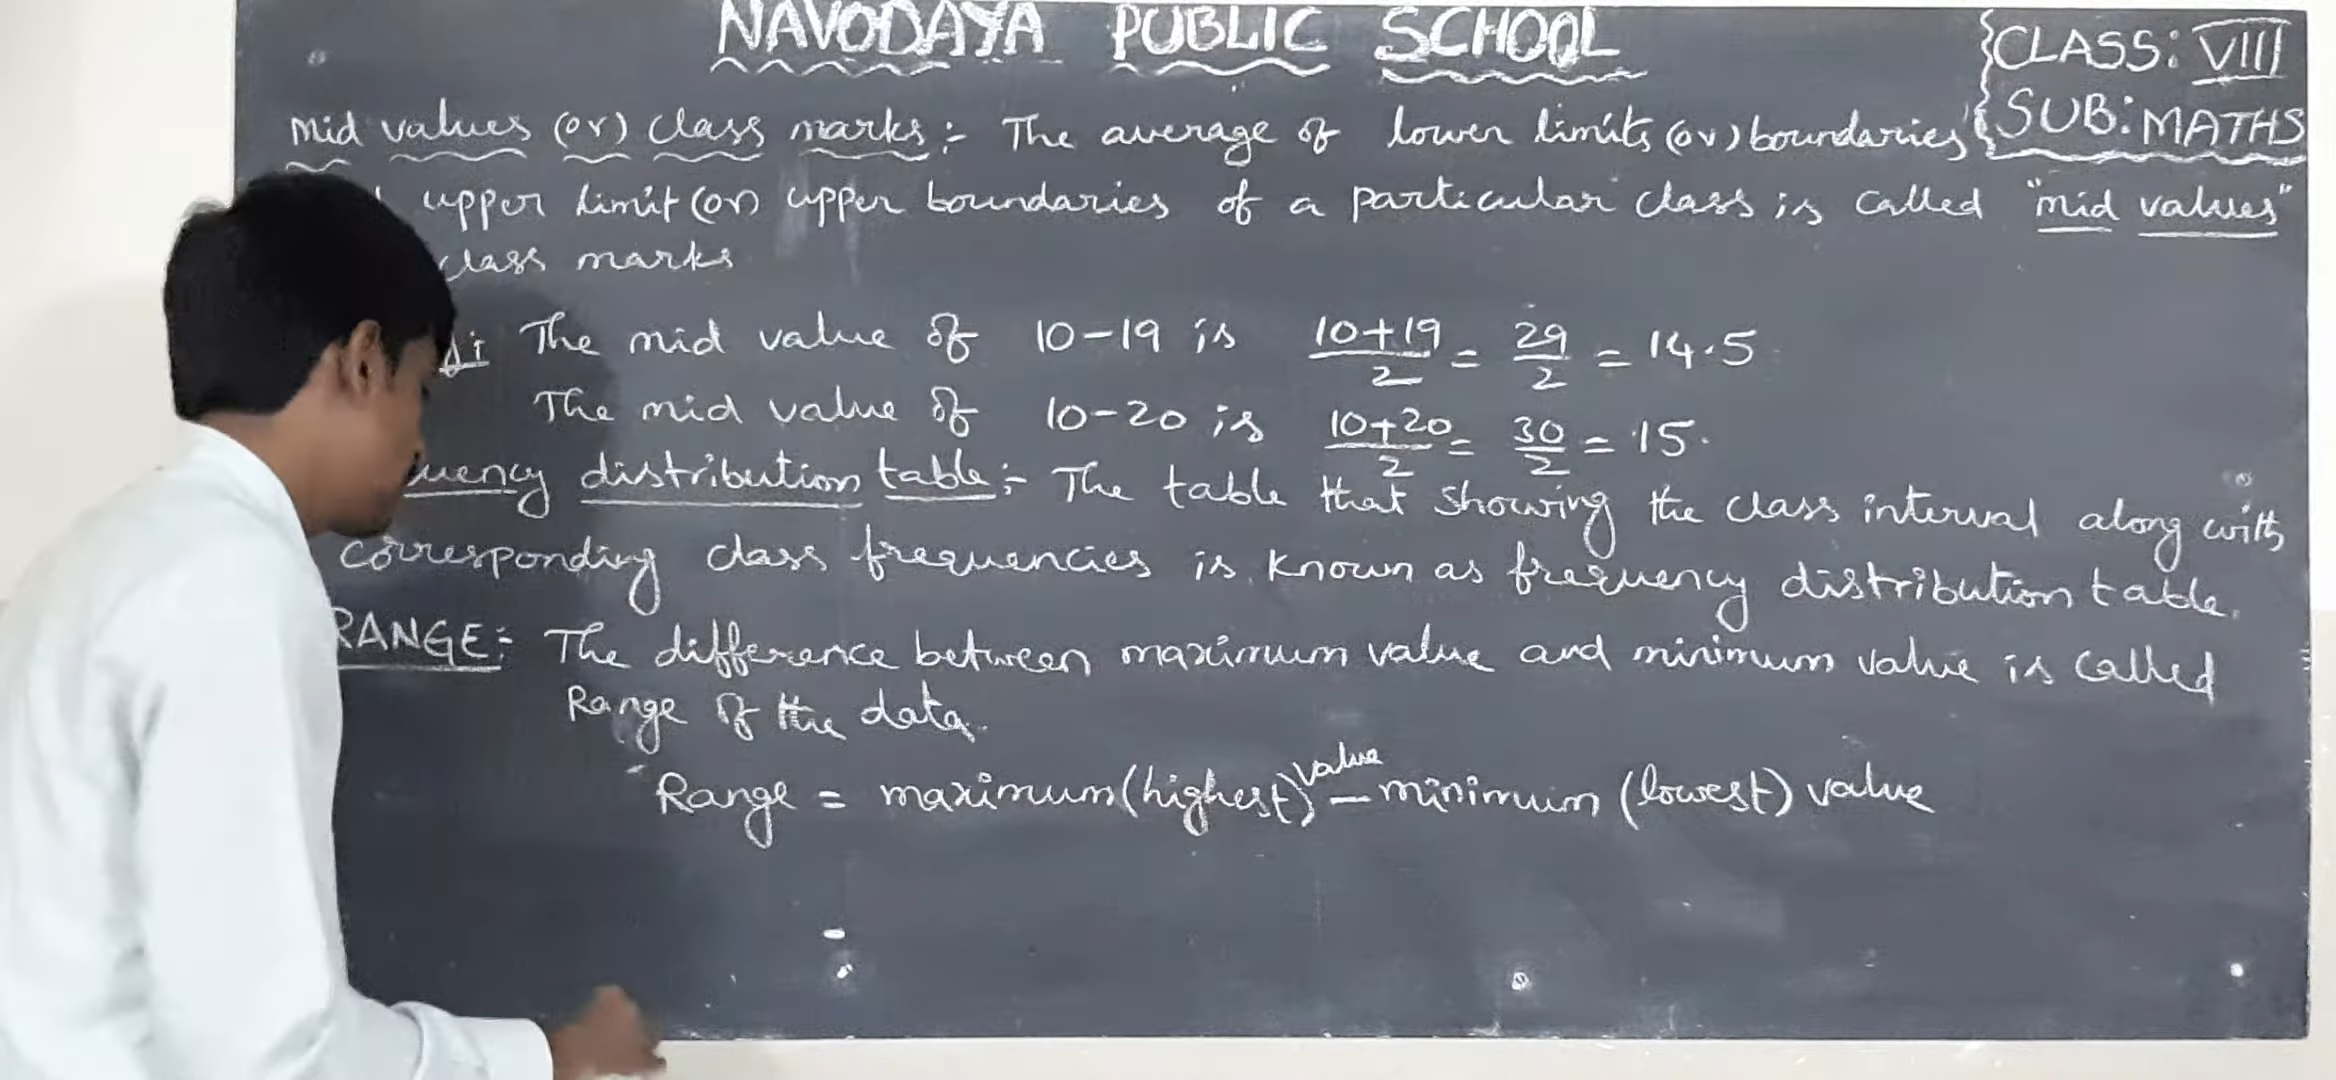 NAVODAYA PUBLIC SCHOOL
{CLASS: VIII
{SUB: MATHS
Mid values (or) class marks :- The average of lower limits (or) boundaries
upper limit (or) upper boundaries of a particular class is called "mid values"
class marks
The mid value of 10-19 is 10+19/2 = 29/2 = 14.5
The mid value of 10-20 is 10+20/2 = 30/2 = 15.
distribution table :- The table that showing the class interval along with
corresponding class frequencies is known as frequency distribution table.
RANGE :- The difference between maximum value and minimum value is called
Range of the data.
Range = maximum (highest) value - minimum (lowest) value